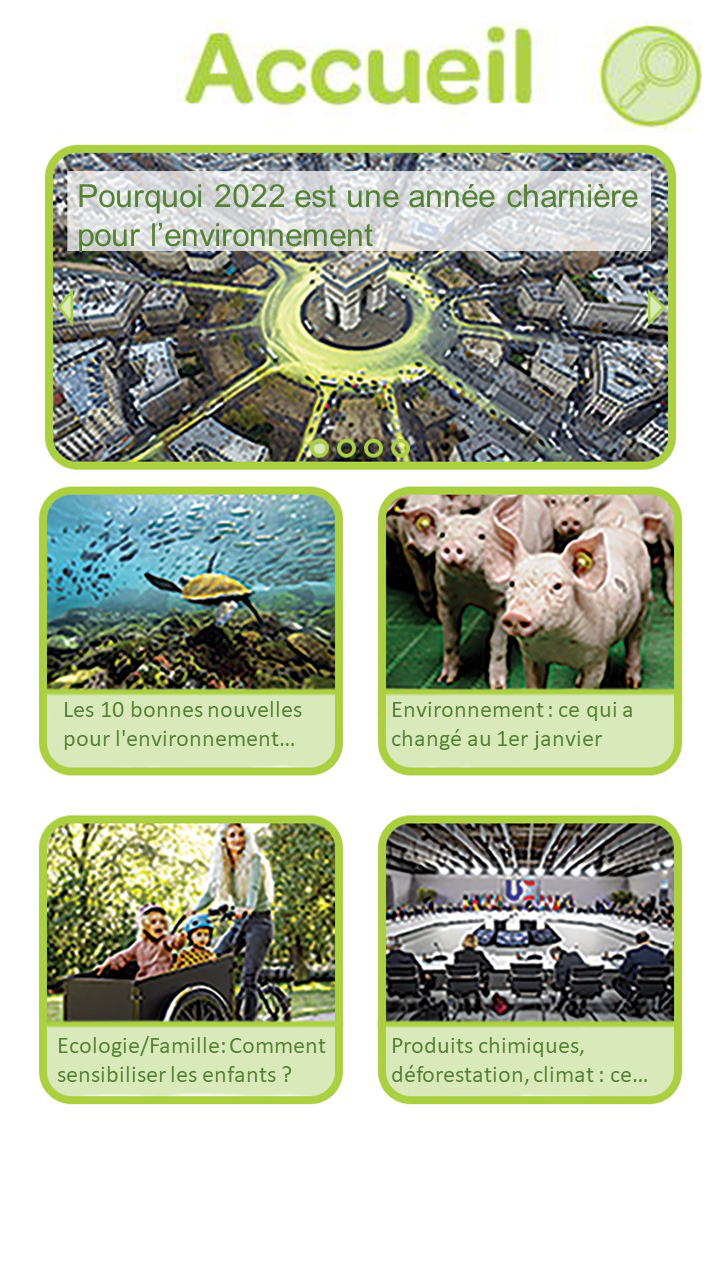 Accueil
Pourquoi 2022 est une année charnière
pour l’environnement
Les 10 bonnes nouvelles
pour l'environnement...
Environnement : ce qui a
changé au 1er janvier
Ecologie/Famille: Comment
sensibiliser les enfants ?
Produits chimiques,
déforestation, climat : ce...